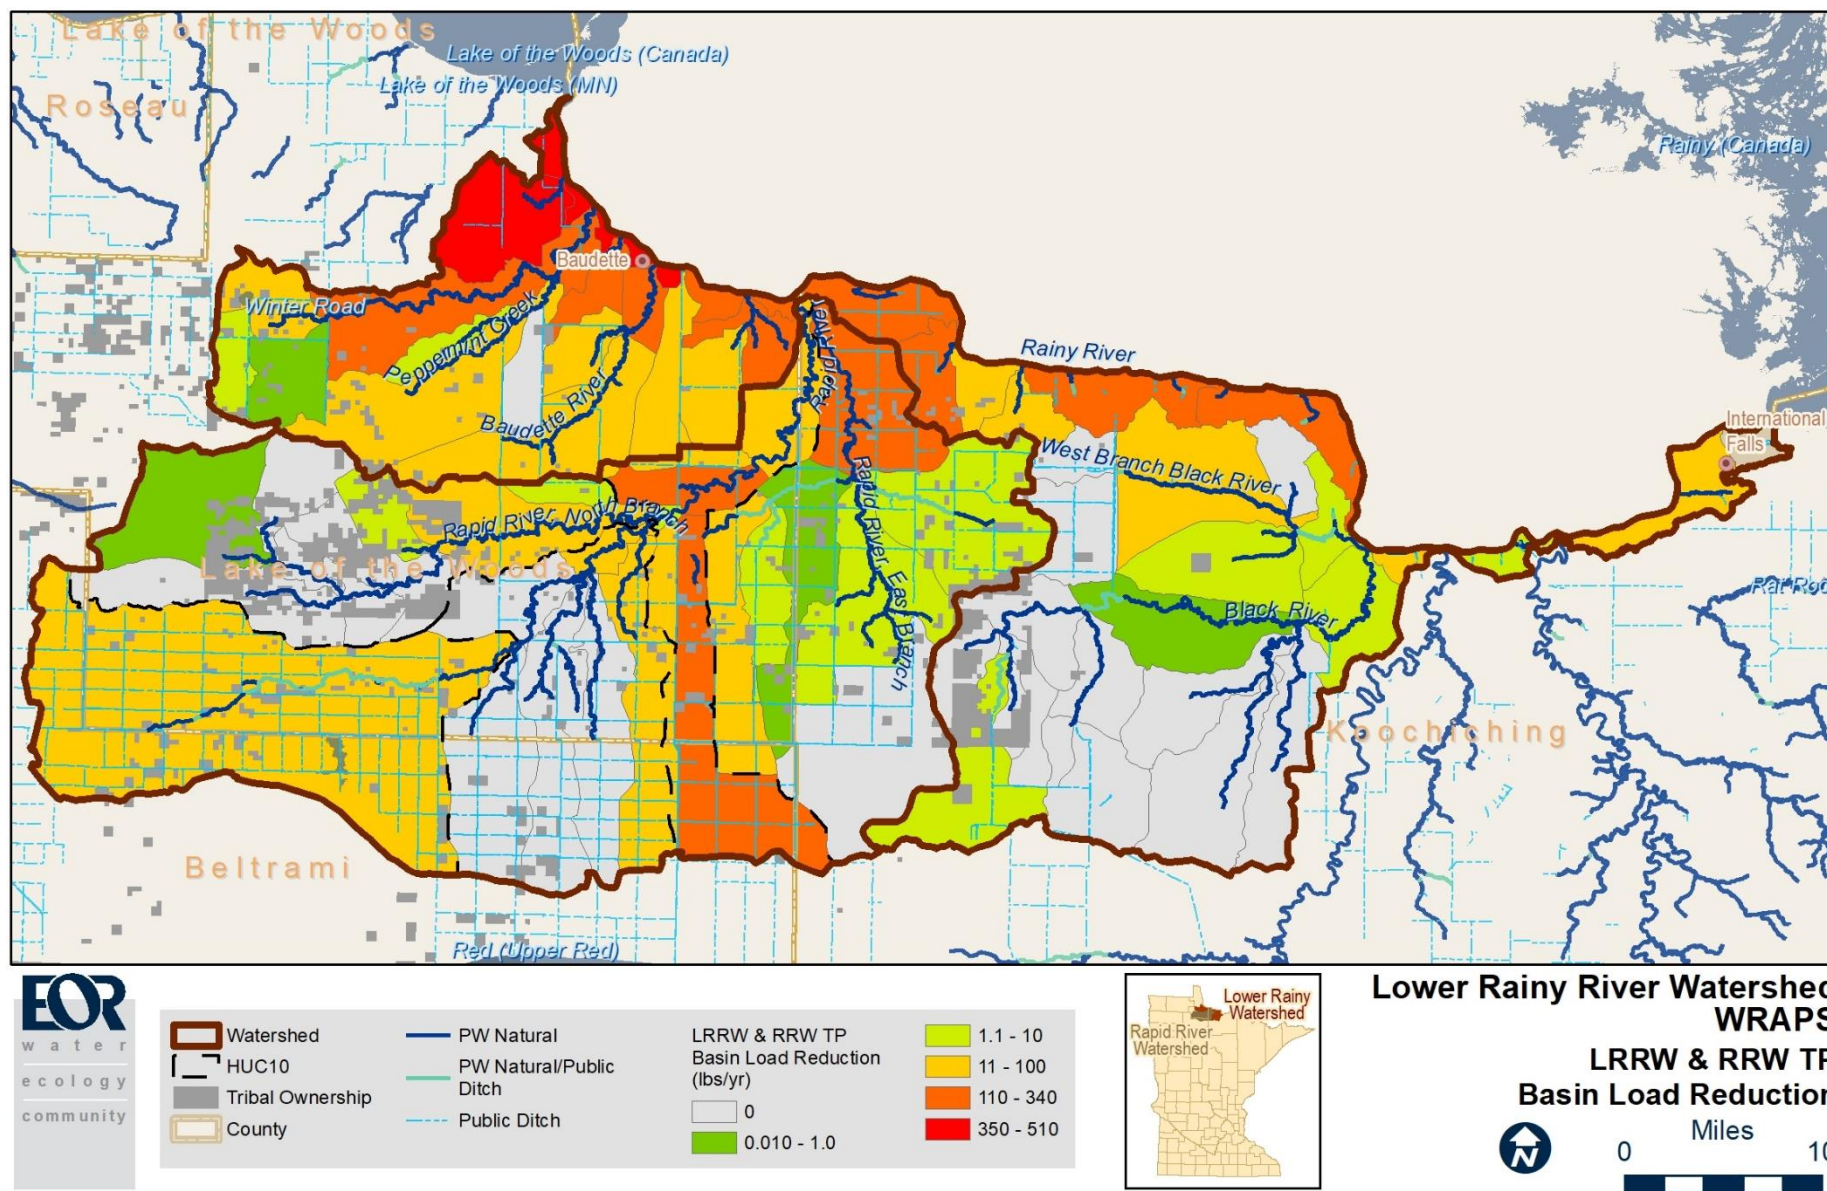 Lake of the Woods
Lake of the Woods (Canada)
Lake of the Woods (MN)
Roseau
Rainy (Canada)
Baudette
Winter Road
Peppermint Creek
Baudette River
Rapid River
Rainy River
International
Falls
West Branch Black River
Rapid River, North Branch
Rapid River, East Branch
Lake of the Woods
Black River
Koochiching
Beltrami
Red (Upper Red)
EOR
water
ecology
community
Watershed
HUC10
Tribal Ownership
County
PW Natural
PW Natural/Public
Ditch
Public Ditch
LRRW & RRW TP
Basin Load Reduction
(lbs/yr)
0
0.010 - 1.0
1.1 - 10
11 - 100
110 - 340
350 - 510
Lower Rainy
Watershed
Rapid River
Watershed
Lower Rainy River Watershed
WRAPS
LRRW & RRW TP
Basin Load Reduction
Miles
N
0
10